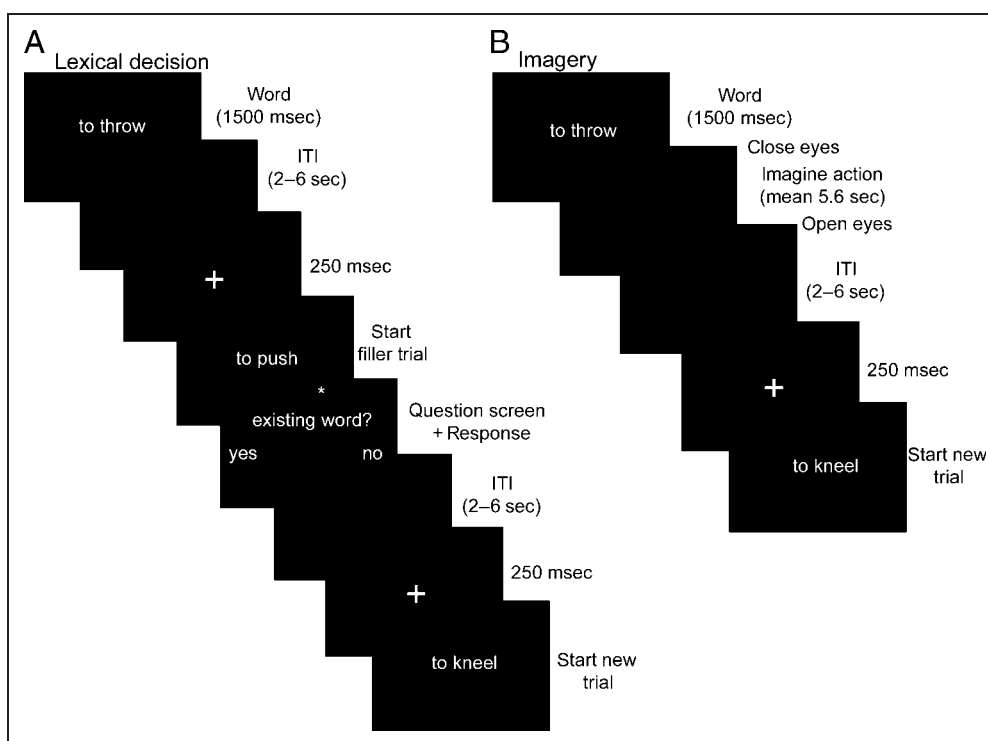 A
Lexical decision
to throw
Word
(1500 msec)
ITI
(2–6 sec)
+
250 msec
to push
Start
filler trial
*
existing word?
yes no
Question screen
+ Response
ITI
(2–6 sec)
+
250 msec
to kneel
Start new
trial
B
Imagery
to throw
Word
(1500 msec)
Close eyes
Imagine action
(mean 5.6 sec)
Open eyes
ITI
(2–6 sec)
+
250 msec
to kneel
Start new
trial